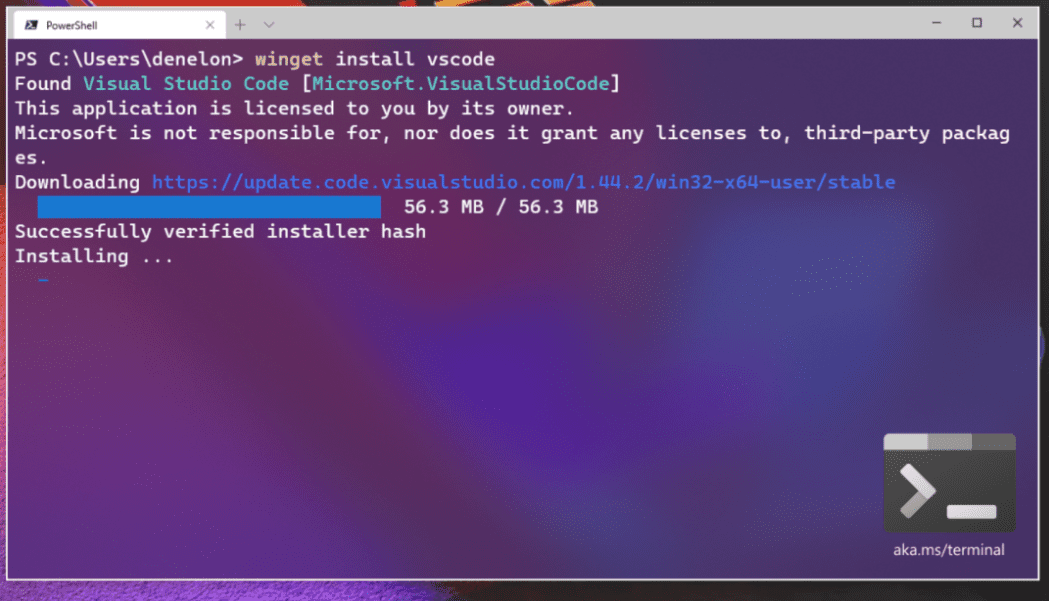 PowerShell
PS C:\Users\denelon> winget install vscode
Found Visual Studio Code [Microsoft.VisualStudioCode]
This application is licensed to you by its owner.
Microsoft is not responsible for, nor does it grant any licenses to, third-party packag
es.
Downloading https://update.code.visualstudio.com/1.44.2/win32-x64-user/stable
56.3 MB / 56.3 MB
Successfully verified installer hash
Installing ...
aka.ms/terminal